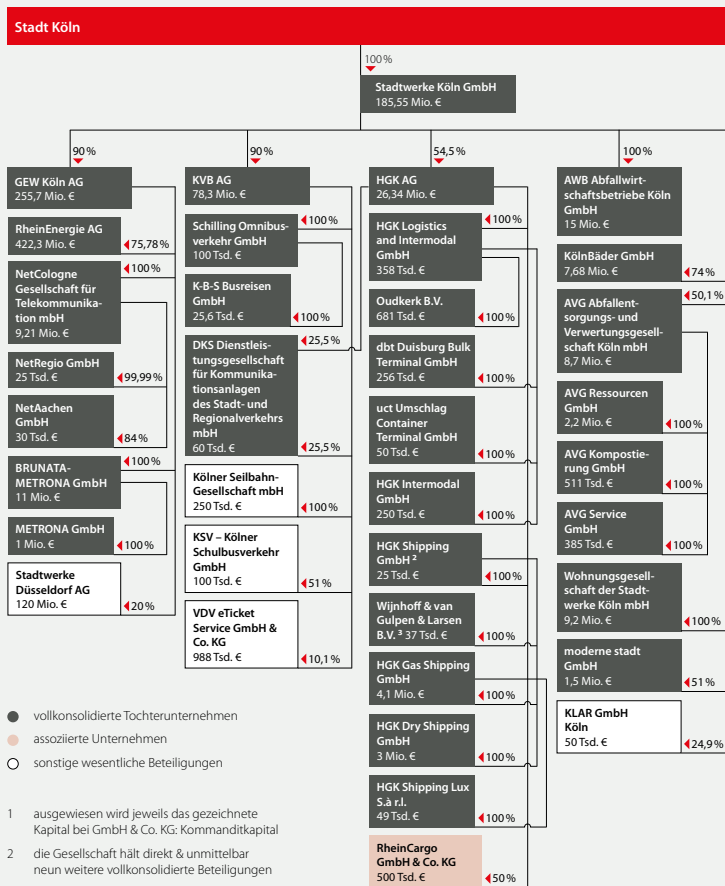 Stadt Köln
100 %
Stadtwerke Köln GmbH
185,55 Mio. €
90 %
GEW Köln AG
255,7 Mio. €
RheinEnergie AG
422,3 Mio. €
75,78 %
NetCologne
Gesellschaft für
Telekommunika-
tion mbH
9,21 Mio. €
100 %
NetRegio GmbH
25 Tsd. €
99,99 %
NetAachen
GmbH
30 Tsd. €
84 %
BRUNATA-
METRONA GmbH
11 Mio. €
100 %
METRONA GmbH
1 Mio. €
100 %
Stadtwerke
Düsseldorf AG
120 Mio. €
20 %
90 %
KVB AG
78,3 Mio. €
Schilling Omnibus-
verkehr GmbH
100 Tsd. €
100 %
K-B-S Busreisen
GmbH
25,6 Tsd. €
100 %
DKS Dienstleis-
tungsgesellschaft
für Kommunika-
tionsanlagen
des Stadt- und
Regionalverkehrs
mbH
60 Tsd. €
25,5 %
25,5 %
Kölner Seilbahn-
Gesellschaft mbH
250 Tsd. €
100 %
KSV – Kölner
Schulbusverkehr
GmbH
100 Tsd. €
51 %
VDV eTicket
Service GmbH &
Co. KG
988 Tsd. €
10,1 %
54,5 %
HGK AG
26,34 Mio. €
HGK Logistics
and Intermodal
GmbH
358 Tsd. €
100 %
Oudkerk B.V.
681 Tsd. €
100 %
dbt Duisburg Bulk
Terminal GmbH
256 Tsd. €
100 %
uct Umschlag
Container
Terminal GmbH
50 Tsd. €
100 %
HGK Intermodal
GmbH
250 Tsd. €
100 %
HGK Shipping
GmbH ²
25 Tsd. €
100 %
Wijnhoff & van
Gulpen & Larsen
B.V. ³ 37 Tsd. €
100 %
HGK Gas Shipping
GmbH
4,1 Mio. €
100 %
HGK Dry Shipping
GmbH
3 Mio. €
100 %
HGK Shipping Lux
S.à r.l.
49 Tsd. €
100 %
RheinCargo
GmbH & Co. KG
500 Tsd. €
50 %
100 %
AWB Abfallwirt-
schaftsbetriebe Köln
GmbH
15 Mio. €
KölnBäder GmbH
7,68 Mio. €
74 %
AVG Abfallent-
sorgungs- und
Verwertungsgesell-
schaft Köln mbH
8,7 Mio. €
50,1 %
AVG Ressourcen
GmbH
2,2 Mio. €
100 %
AVG Kompostie-
rung GmbH
511 Tsd. €
100 %
AVG Service
GmbH
385 Tsd. €
100 %
Wohnungsgesell-
schaft der Stadt-
werke Köln mbH
9,2 Mio. €
100 %
moderne stadt
GmbH
1,5 Mio. €
51 %
KLAR GmbH
Köln
50 Tsd. €
24,9 %
vollkonsolidierte Tochterunternehmen
assoziierte Unternehmen
sonstige wesentliche Beteiligungen
1 ausgewiesen wird jeweils das gezeichnete
Kapital bei GmbH & Co. KG: Kommanditkapital
2 die Gesellschaft hält direkt & unmittelbar
neun weitere vollkonsolidierte Beteiligungen